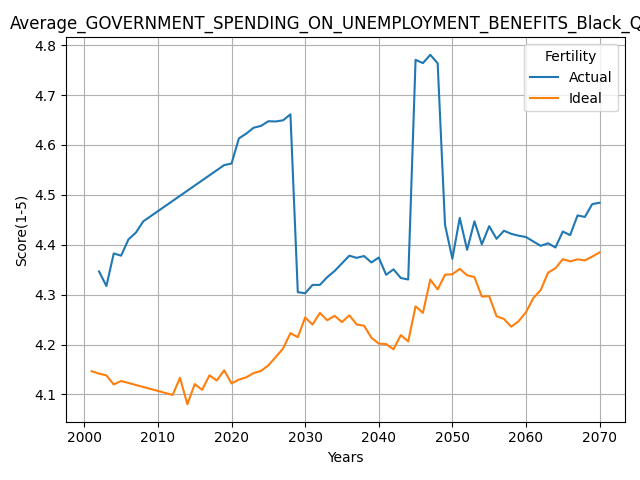 Average_GOVERNMENT_SPENDING_ON_UNEMPLOYMENT_BENEFITS_Black_Q
4.8
4.7
4.6
4.5
4.4
4.3
4.2
4.1
Score(1-5)
Fertility
Actual
Ideal
2000 2010 2020 2030 2040 2050 2060 2070
Years